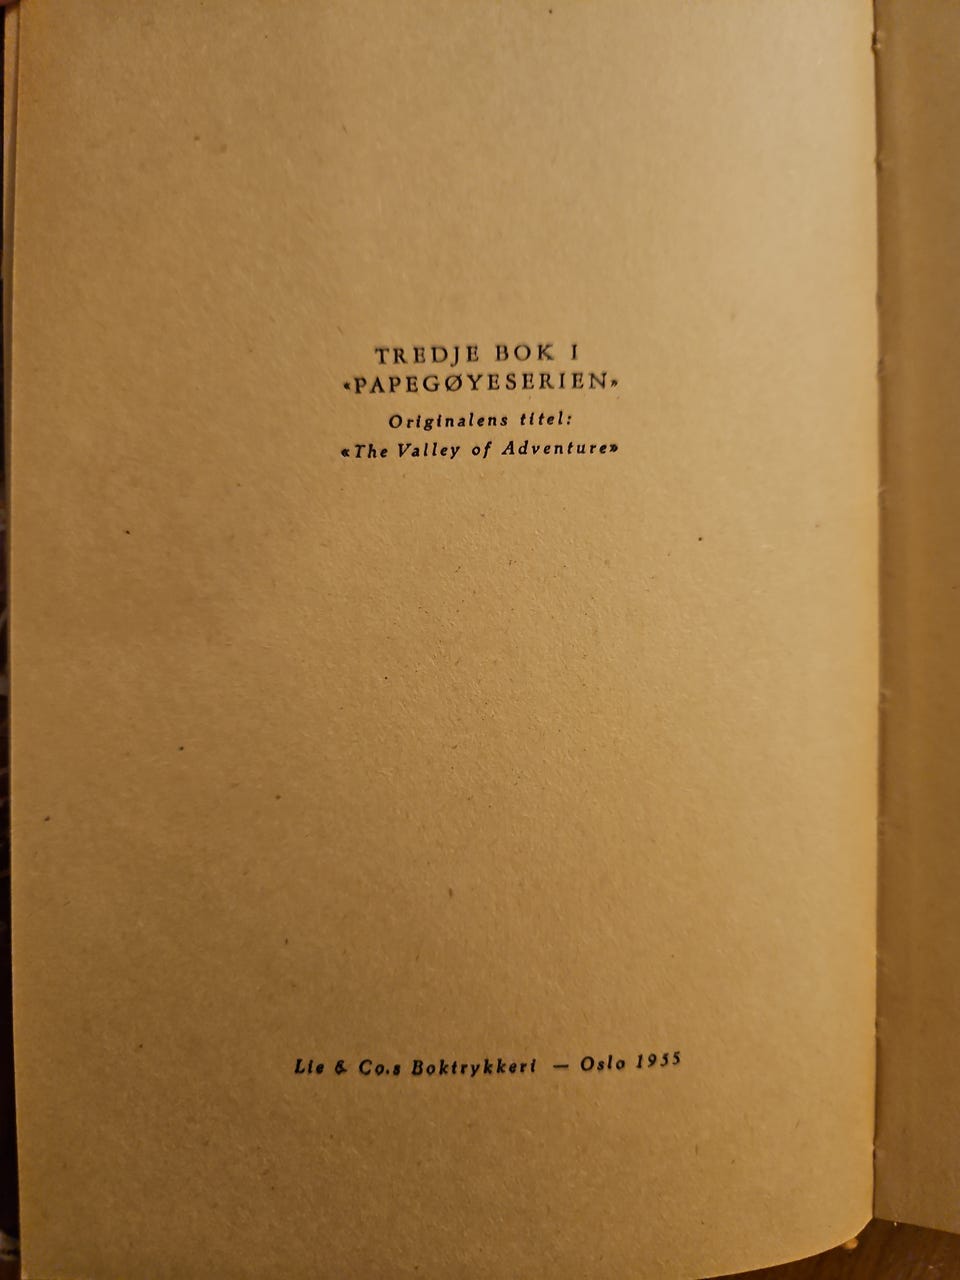 TREDJE BOK I
«PAPEGØYESERIEN»
Originalens titel:
«The Valley of Adventure»
Lie & Co.s Boktrykkeri — Oslo 1955